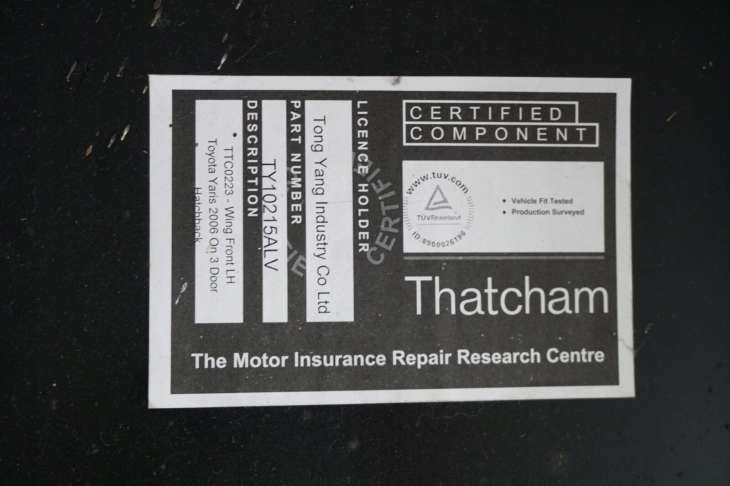 CERTIFIED
COMPONENT
www.tuv.com
TÜVRheinland
• Vehicle Fit Tested
• Production Surveyed
Thatcham
The Motor Insurance Repair Research Centre
LICENCE HOLDER
Tong Yang Industry Co Ltd
PART NUMBER
TY10215ALV
DESCRIPTION
• TTC0223 - Wing Front LH
Toyota Yaris 2006 On 3 Door
Hatchback